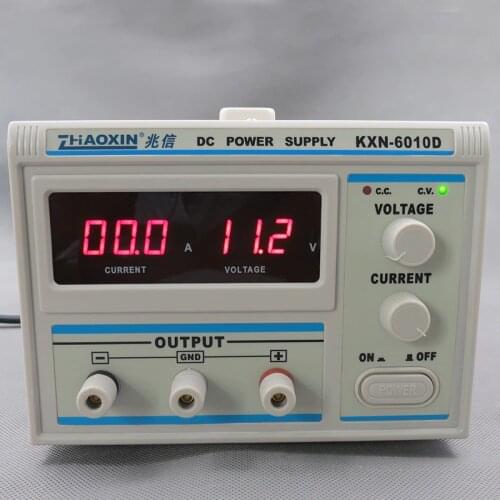 ZHAOXIN® 兆信 DC POWER SUPPLY KXN-6010D
C.C. C.V.
VOLTAGE
00.0 A 11.2 V
CURRENT VOLTAGE
CURRENT
OUTPUT
ON OFF
− GND +
POWER